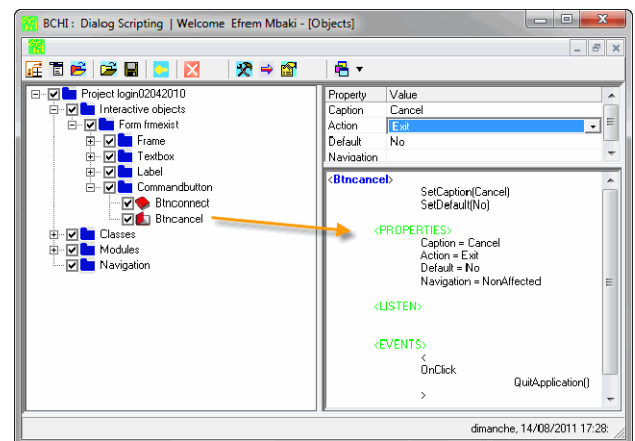 BCHI : Dialog Scripting | Welcome Efrem Mbaki - [Objects]
Project login02042010
Interactive objects
Form frmexist
Frame
Textbox
Label
Commandbutton
Btnconnect
Btncancel
Classes
Modules
Navigation
Property Value
Caption Cancel
Action Exit
Default No
Navigation
<Btncancel>
SetCaption(Cancel)
SetDefault(No)
<PROPERTIES>
Caption = Cancel
Action = Exit
Default = No
Navigation = NonAffected
<LISTEN>
<EVENTS>
<
OnClick
QuitApplication()
>
dimanche, 14/08/2011 17:28: